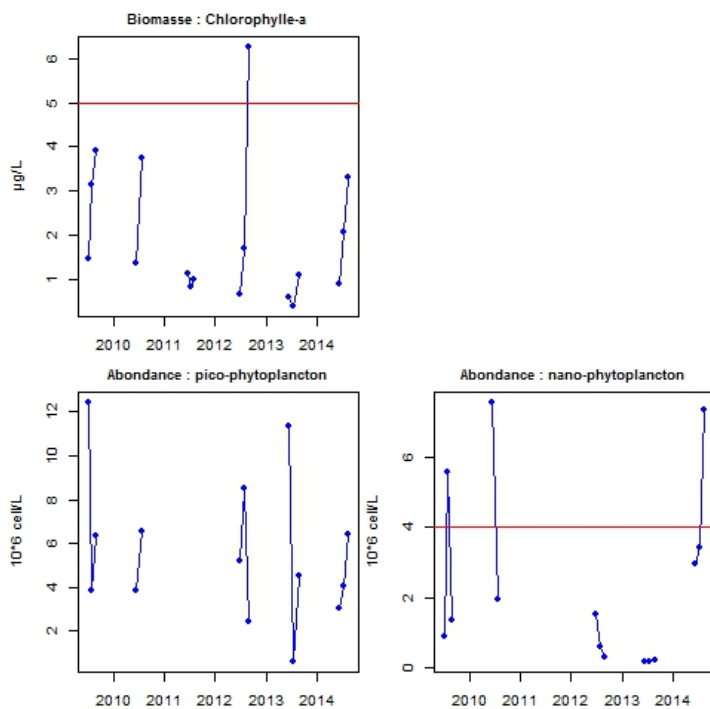 Biomasse : Chlorophylle-a
6
5
4
3
2
1
µg/L
2010 2011 2012 2013 2014
Abondance : pico-phytoplancton
12
10
8
6
4
2
10*6 cell/L
2010 2011 2012 2013 2014
Abondance : nano-phytoplancton
6
4
2
0
10*6 cell/L
2010 2011 2012 2013 2014